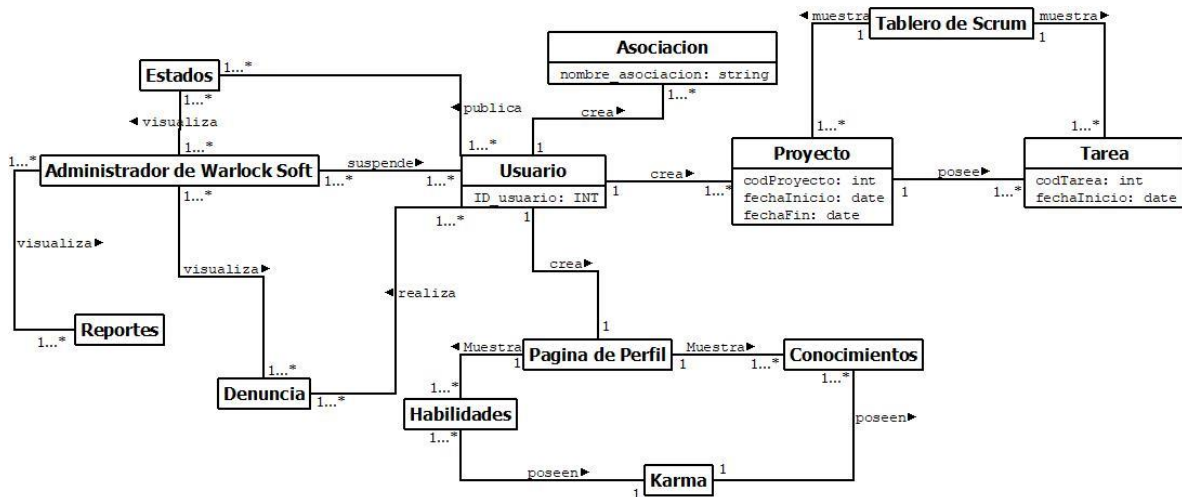 ◄muestra
1
Tablero de Scrum
muestra►
1
Asociacion
nombre_asociacion: string
1...*
Estados
1...*
1...*
◄publica
crea►
◄visualiza
1...*
1...*
1
1...*
1...*
1...*
Administrador de Warlock Soft
1...*
1...*
suspende►
1...*
Usuario
ID_usuario: INT
1...*
1
1
crea►
1...*
Proyecto
codProyecto: int
fechaInicio: date
fechaFin: date
1
posee►
1...*
Tarea
codTarea: int
fechaInicio: date
visualiza►
visualiza►
crea►
◄realiza
Reportes
1...*
1
◄Muestra
1
Pagina de Perfil
Muestra►
1
1...*
Conocimientos
1...*
1...*
Denuncia
1...*
1...*
Habilidades
1...*
poseen►
poseen►
1
Karma
1